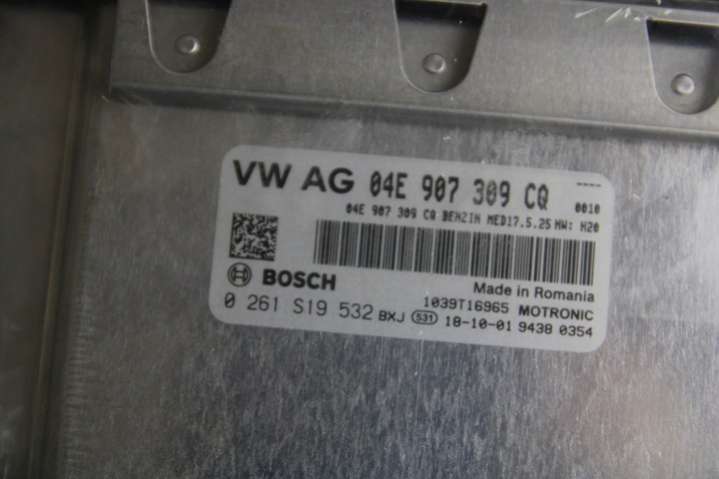 VW AG 04E 907 309 CQ ----
0010
04E 907 309 CQ BENZIN MED17.5.25 HW: H20
BOSCH Made in Romania
1039T16965 MOTRONIC
0 261 S19 532 BXJ 531 18-10-01 9438 0354